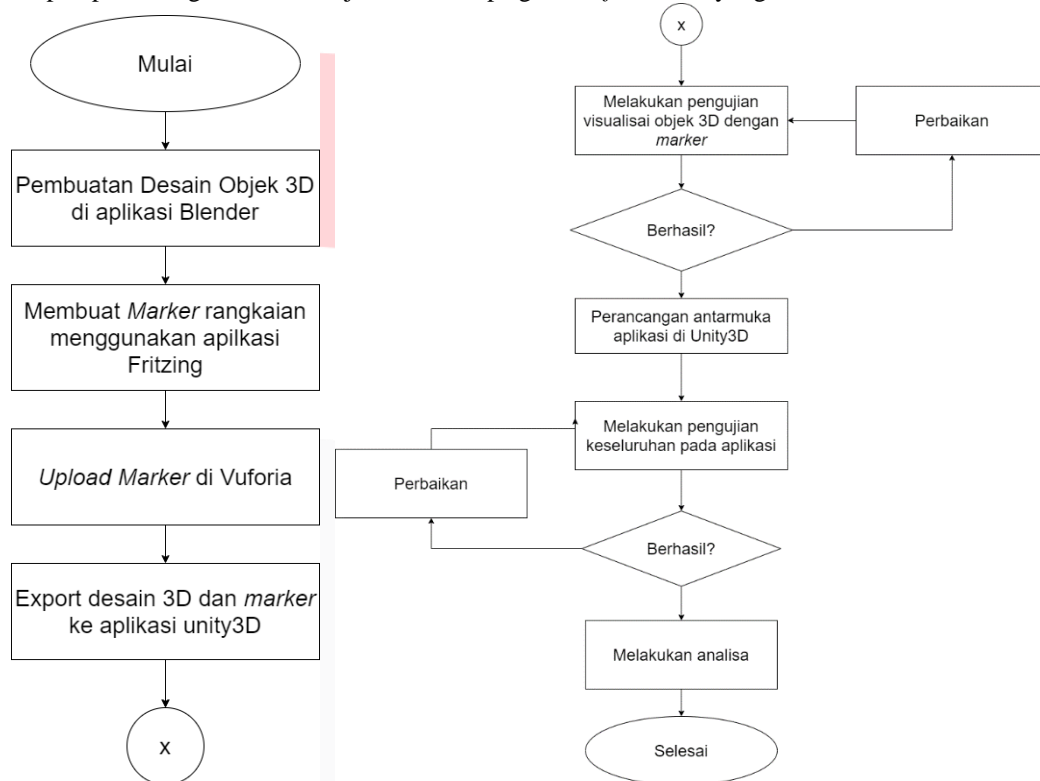 Mulai
Pembuatan Desain Objek 3D
di aplikasi Blender
Membuat Marker rangkaian
menggunakan apilkasi
Fritzing
Upload Marker di Vuforia
Export desain 3D dan marker
ke aplikasi unity3D
x
x
Melakukan pengujian
visualisai objek 3D dengan
marker
Perbaikan
Berhasil?
Perancangan antarmuka
aplikasi di Unity3D
Melakukan pengujian
keseluruhan pada aplikasi
Perbaikan
Berhasil?
Melakukan analisa
Selesai